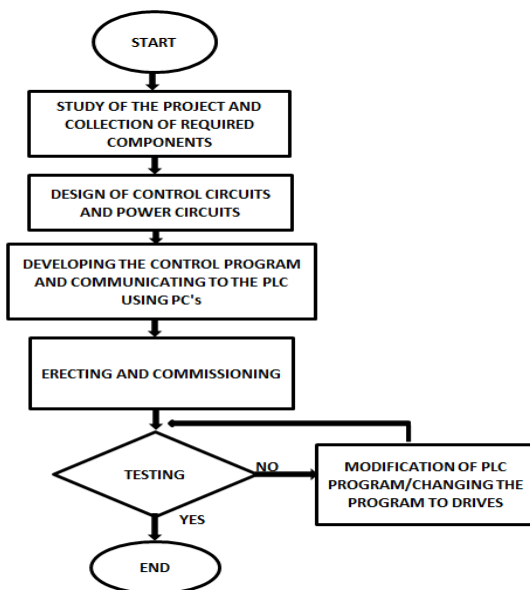 START
STUDY OF THE PROJECT AND
COLLECTION OF REQUIRED
COMPONENTS
DESIGN OF CONTROL CIRCUITS
AND POWER CIRCUITS
DEVELOPING THE CONTROL PROGRAM
AND COMMUNICATING TO THE PLC
USING PC's
ERECTING AND COMMISSIONING
TESTING
NO
MODIFICATION OF PLC
PROGRAM/CHANGING THE
PROGRAM TO DRIVES
YES
END